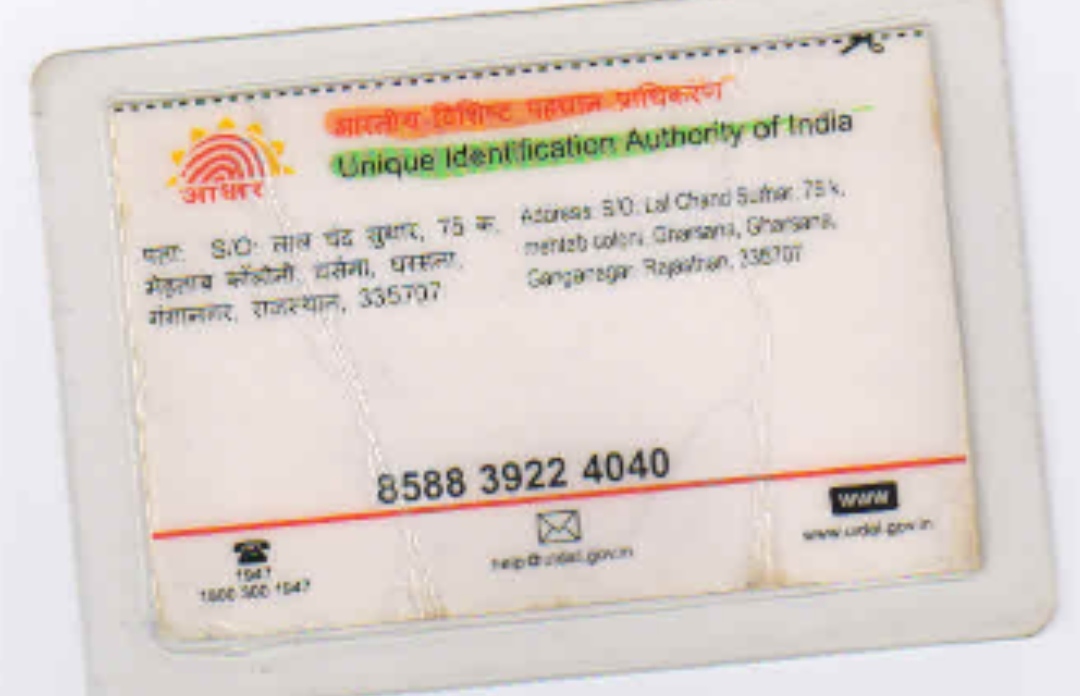 भारतीय विशिष्ट पहचान प्राधिकरण
Unique Identification Authority of India
आधार
पता: S/O: लाल चंद सुथार, 75 क,
मेहताब कॉलोनी, घर्साना, घरसाना,
गंगानगर, राजस्थान, 335707
Address: S/O: Lal Chand Suthar, 75 k,
mehtab coloni, Gharsana, Gharsana,
Ganganagar, Rajasthan, 335707
8588 3922 4040
1947
1800 300 1947
help@uidai.gov.in
www
www.uidai.gov.in